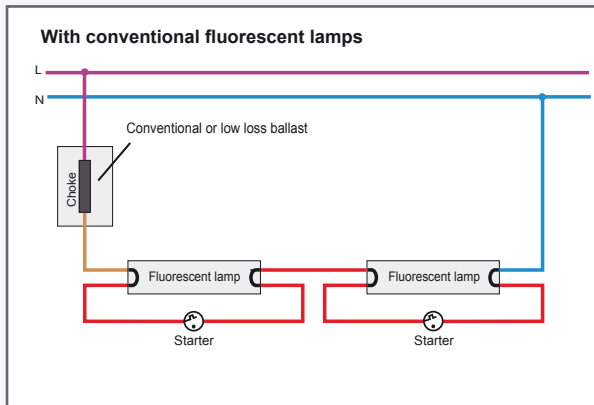 With conventional fluorescent lamps
L
N
Conventional or low loss ballast
Choke
Fluorescent lamp
Fluorescent lamp
Starter
Starter